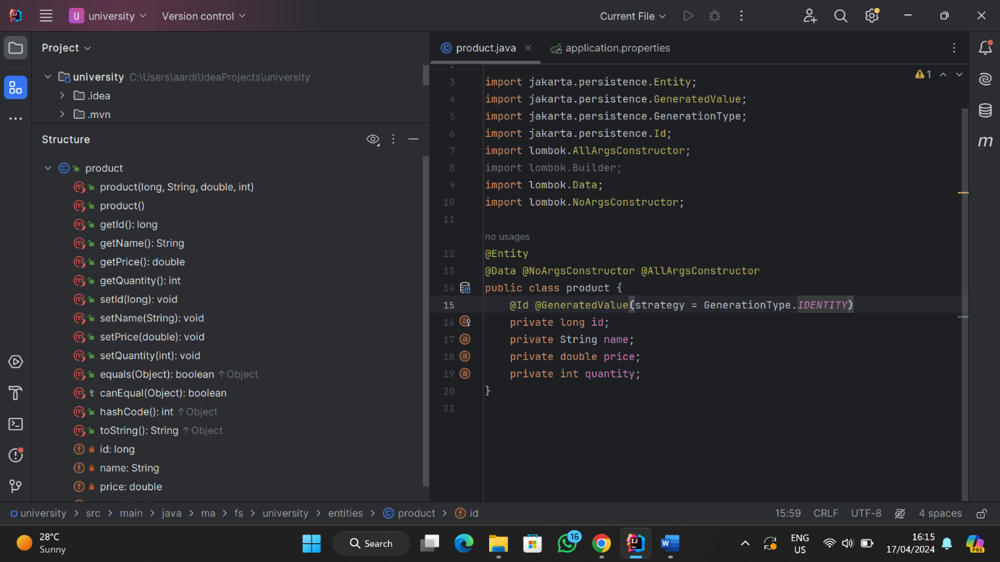 U university Version control Current File
Project
university C:\Users\aardi\IdeaProjects\university
.idea
.mvn
Structure
product
product(long, String, double, int)
product()
getId(): long
getName(): String
getPrice(): double
getQuantity(): int
setId(long): void
setName(String): void
setPrice(double): void
setQuantity(int): void
equals(Object): boolean ↑Object
canEqual(Object): boolean
hashCode(): int ↑Object
toString(): String ↑Object
id: long
name: String
price: double
product.java application.properties
1
2
3 import jakarta.persistence.Entity;
4 import jakarta.persistence.GeneratedValue;
5 import jakarta.persistence.GenerationType;
6 import jakarta.persistence.Id;
7 import lombok.AllArgsConstructor;
8 import lombok.Builder;
9 import lombok.Data;
10 import lombok.NoArgsConstructor;
11
no usages
12 @Entity
13 @Data @NoArgsConstructor @AllArgsConstructor
14 public class product {
15 @Id @GeneratedValue(strategy = GenerationType.IDENTITY)
16 private long id;
17 private String name;
18 private double price;
19 private int quantity;
20 }
21
m
university > src > main > java > ma > fs > university > entities > product > id 15:59 CRLF UTF-8 4 spaces
28°C
Sunny
Search
16
ENG
US
16:15
17/04/2024
PRE